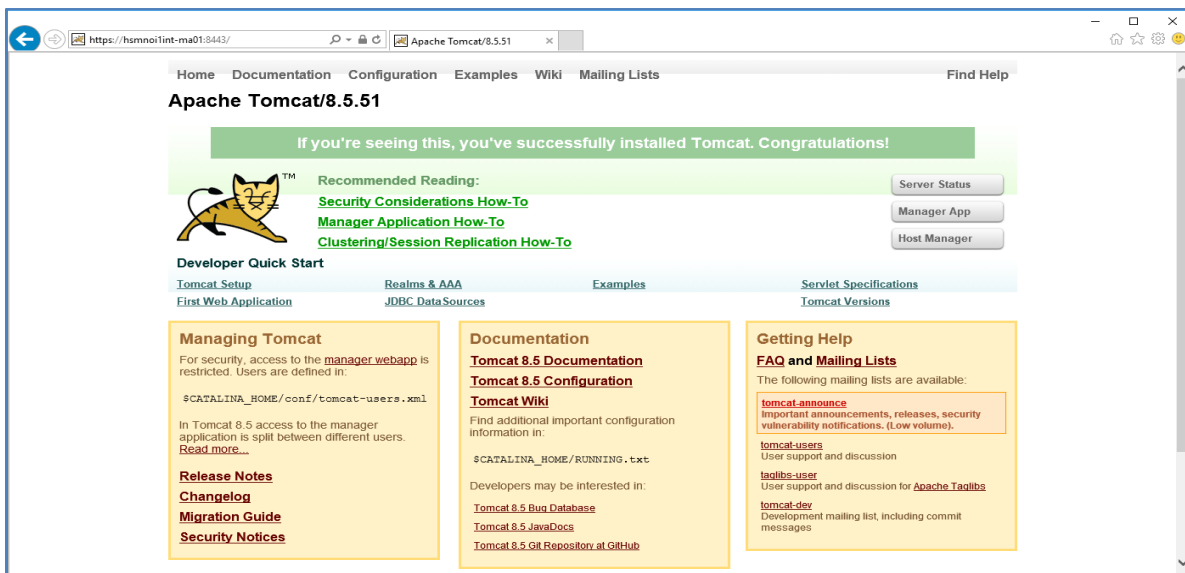 https://hsmnoi1int-ma01:8443/
Apache Tomcat/8.5.51
Home Documentation Configuration Examples Wiki Mailing Lists Find Help
Apache Tomcat/8.5.51
If you're seeing this, you've successfully installed Tomcat. Congratulations!
TM
Recommended Reading:
Security Considerations How-To
Manager Application How-To
Clustering/Session Replication How-To
Server Status
Manager App
Host Manager
Developer Quick Start
Tomcat Setup
First Web Application
Realms & AAA
JDBC DataSources
Examples
Servlet Specifications
Tomcat Versions
Managing Tomcat
For security, access to the manager webapp is
restricted. Users are defined in:
$CATALINA_HOME/conf/tomcat-users.xml
In Tomcat 8.5 access to the manager
application is split between different users.
Read more...
Release Notes
Changelog
Migration Guide
Security Notices
Documentation
Tomcat 8.5 Documentation
Tomcat 8.5 Configuration
Tomcat Wiki
Find additional important configuration
information in:
$CATALINA_HOME/RUNNING.txt
Developers may be interested in:
Tomcat 8.5 Bug Database
Tomcat 8.5 JavaDocs
Tomcat 8.5 Git Repository at GitHub
Getting Help
FAQ and Mailing Lists
The following mailing lists are available:
tomcat-announce
Important announcements, releases, security
vulnerability notifications. (Low volume).
tomcat-users
User support and discussion
taglibs-user
User support and discussion for Apache Taglibs
tomcat-dev
Development mailing list, including commit
messages